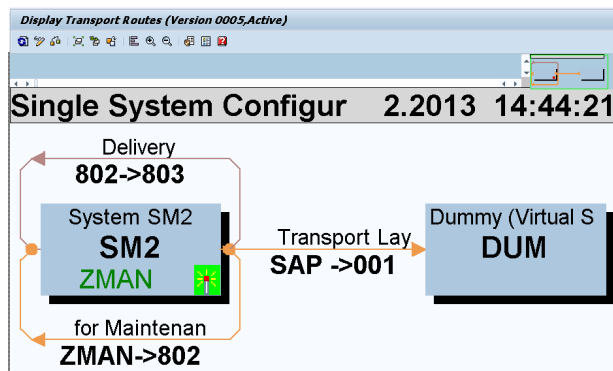 Display Transport Routes (Version 0005,Active)
Single System Configur 2.2013 14:44:21
Delivery
802->803
System SM2
SM2
ZMAN
Transport Lay
SAP ->001
Dummy (Virtual S
DUM
for Maintenan
ZMAN->802